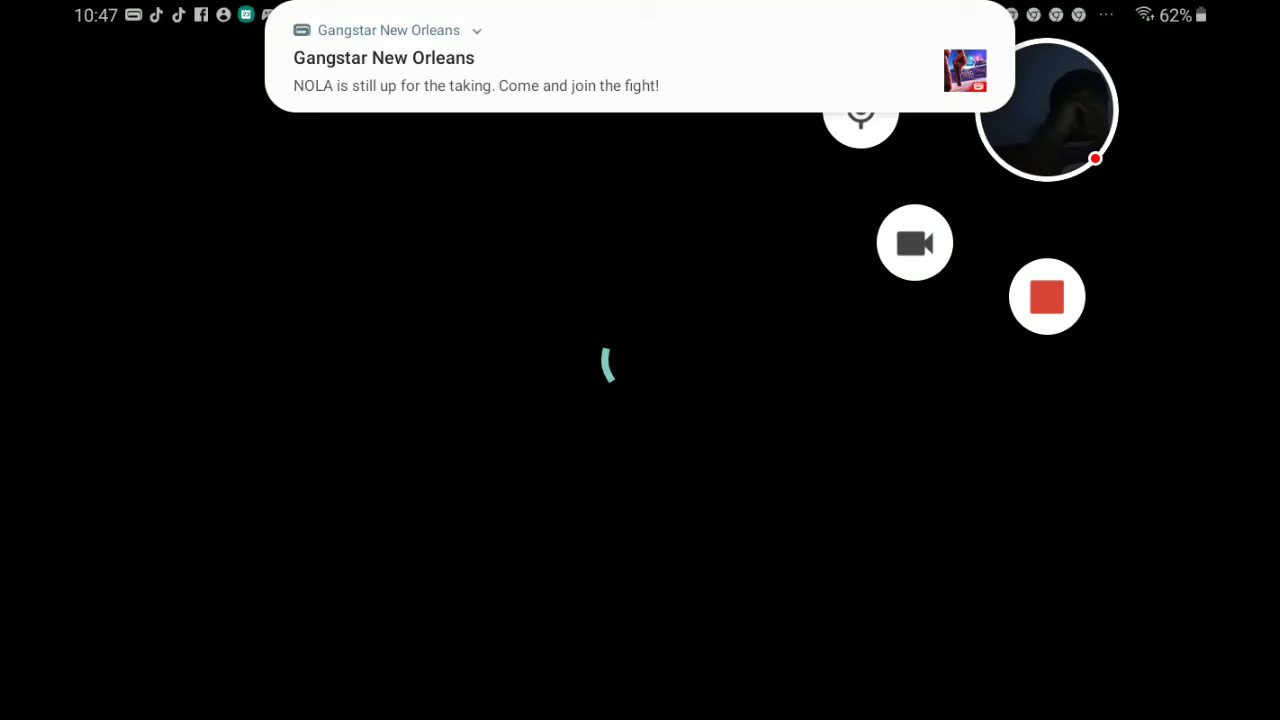 10:47
62%
Gangstar New Orleans
Gangstar New Orleans
NOLA is still up for the taking. Come and join the fight!